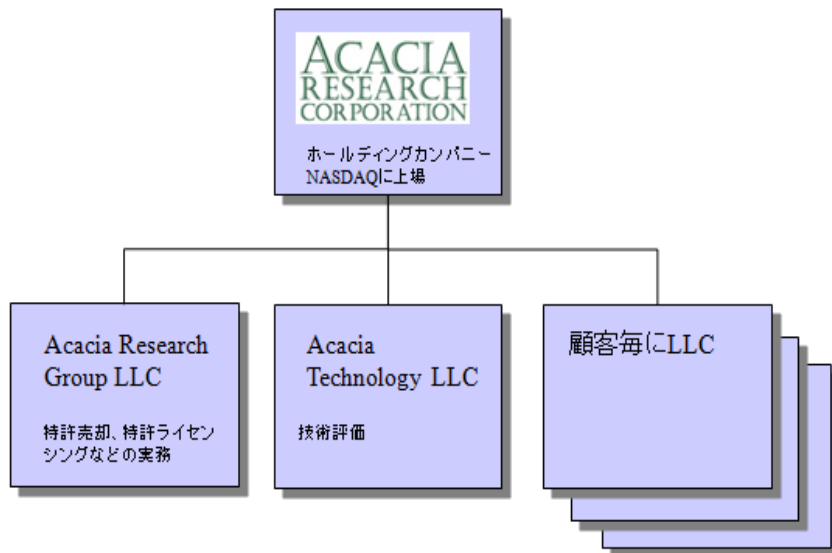 ACACIA
RESEARCH
CORPORATION
ホールディングカンパニー
NASDAQに上場
Acacia Research
Group LLC
特許売却、特許ライセン
シングなどの実務
Acacia
Technology LLC
技術評価
顧客毎にLLC